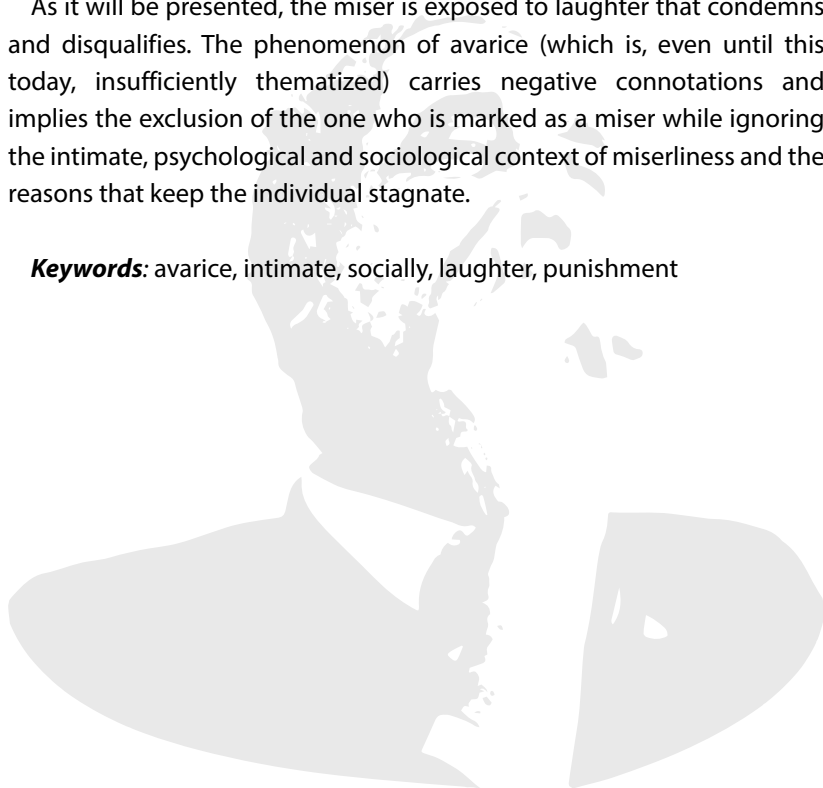 As it will be presented, the miser is exposed to laughter that condemns
and disqualifies. The phenomenon of avarice (which is, even until this
today, insufficiently thematized) carries negative connotations and
implies the exclusion of the one who is marked as a miser while ignoring
the intimate, psychological and sociological context of miserliness and the
reasons that keep the individual stagnate.
Keywords: avarice, intimate, socially, laughter, punishment